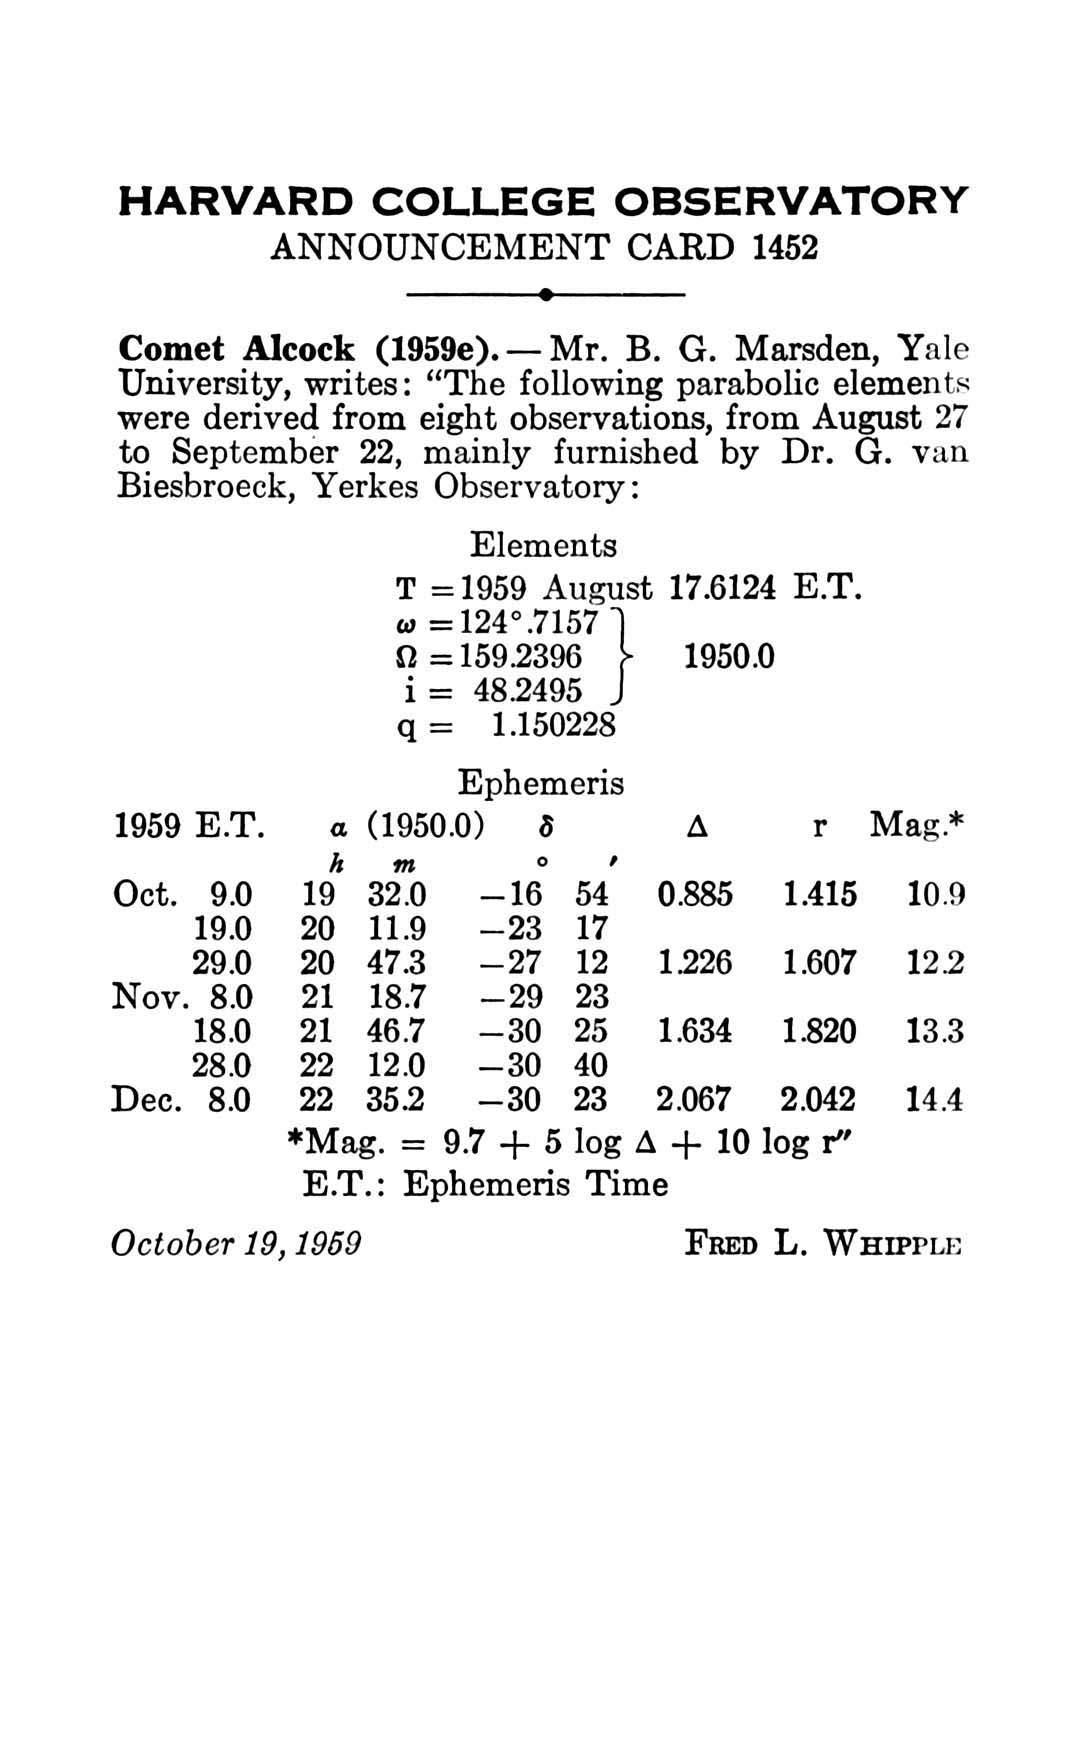 HARVARD COLLEGE OBSERVATORY
ANNOUNCEMENT CARD 1452
Comet Alcock (1959e).—Mr. B. G. Marsden, Yale
University, writes: “The following parabolic elements
were derived from eight observations, from August 27
to September 22, mainly furnished by Dr. G. van
Biesbroeck, Yerkes Observatory:
Elements
T = 1959 August 17.6124 E.T.
ω = 124°.7157
Ω = 159.2396 } 1950.0
i = 48.2495
q = 1.150228
Ephemeris
1959 E.T. α (1950.0) δ Δ r Mag.*
h m ° ′
Oct. 9.0 19 32.0 −16 54 0.885 1.415 10.9
19.0 20 11.9 −23 17
29.0 20 47.3 −27 12 1.226 1.607 12.2
Nov. 8.0 21 18.7 −29 23
18.0 21 46.7 −30 25 1.634 1.820 13.3
28.0 22 12.0 −30 40
Dec. 8.0 22 35.2 −30 23 2.067 2.042 14.4
*Mag. = 9.7 + 5 log Δ + 10 log r”
E.T.: Ephemeris Time
October 19, 1959 FRED L. WHIPPLE